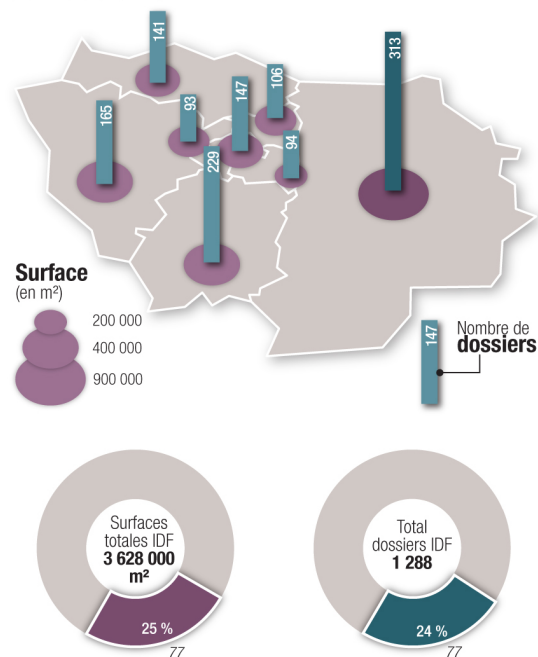 141
313
106
147
93
165
94
229
Surface
(en m²)
200 000
400 000
900 000
147
Nombre de
dossiers
Surfaces
totales IDF
3 628 000
m²
25 %
77
Total
dossiers IDF
1 288
24 %
77